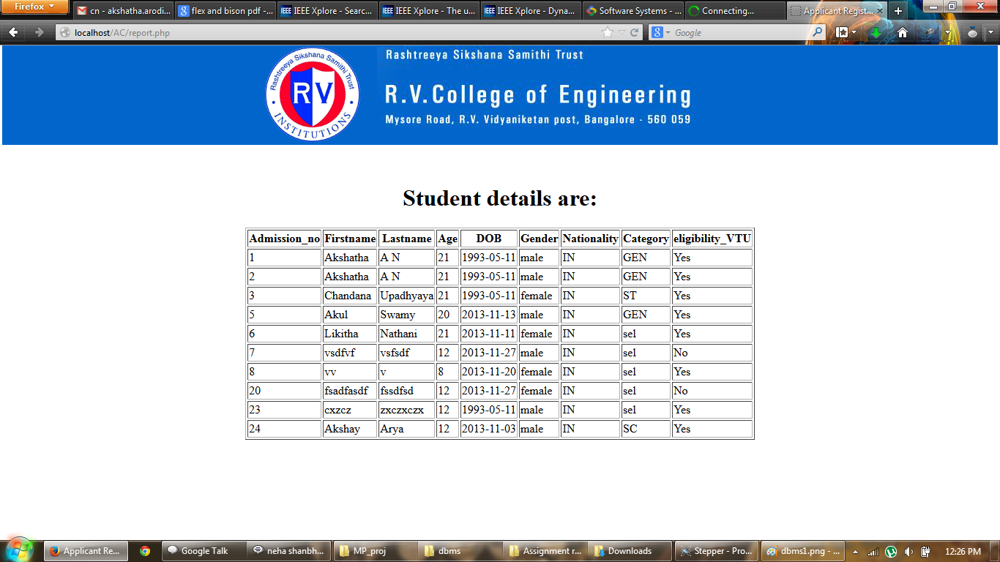 Firefox
cn - akshatha.arodi...
flex and bison pdf -...
IEEE IEEE Xplore - Searc...
IEEE IEEE Xplore - The u...
IEEE IEEE Xplore - Dyna...
Software Systems - ...
Connecting...
Applicant Regist...
localhost/AC/report.php
Google
Rashtreeya Sikshana Samithi Trust
RV
INSTITUTIONS
Rashtreeya Sikshana Samithi Trust
R.V.College of Engineering
Mysore Road, R.V. Vidyaniketan post, Bangalore - 560 059
Student details are:
Admission_no Firstname Lastname Age DOB Gender Nationality Category eligibility_VTU
1 Akshatha A N 21 1993-05-11 male IN GEN Yes
2 Akshatha A N 21 1993-05-11 male IN GEN Yes
3 Chandana Upadhyaya 21 1993-05-11 female IN ST Yes
5 Akul Swamy 20 2013-11-13 male IN GEN Yes
6 Likitha Nathani 21 2013-11-11 female IN sel Yes
7 vsdfvf vsfsdf 12 2013-11-27 male IN sel No
8 vv v 8 2013-11-20 female IN sel Yes
20 fsadfasdf fssdfsd 12 2013-11-27 female IN sel No
23 cxzcz zxczxczx 12 1993-05-11 male IN sel Yes
24 Akshay Arya 12 2013-11-03 male IN SC Yes
Applicant Re...
Google Talk
neha shanbh...
MP_proj
dbms
Assignment r...
Downloads
Stepper - Pro...
dbms1.png - ...
12:26 PM